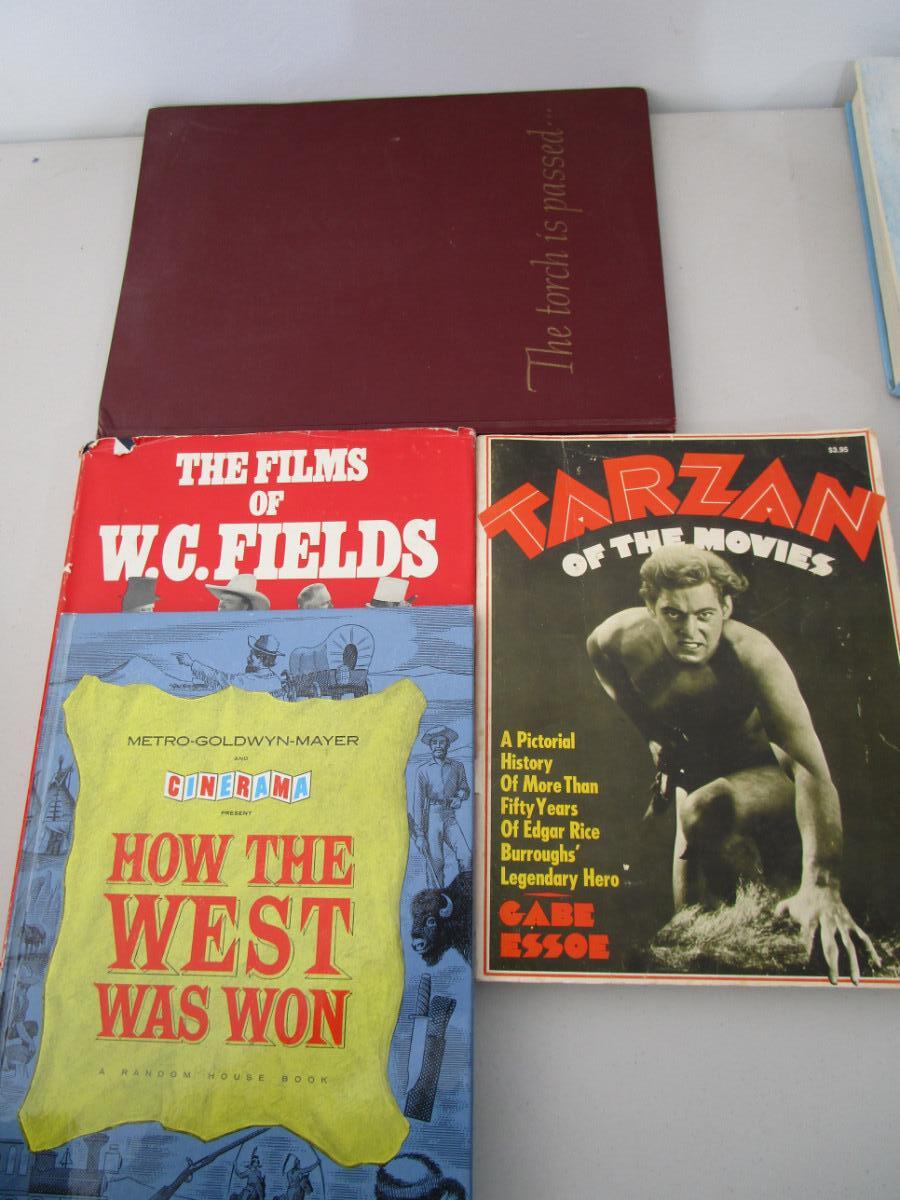 The torch is passed...
THE FILMS
OF
W.C. FIELDS
METRO-GOLDWYN-MAYER
AND
CINERAMA
PRESENT
HOW THE
WEST
WAS WON
A RANDOM HOUSE BOOK
$3.95
TARZAN
OF THE MOVIES
A Pictorial
History
Of More Than
Fifty Years
Of Edgar Rice
Burroughs'
Legendary Hero
GABE
ESSOE